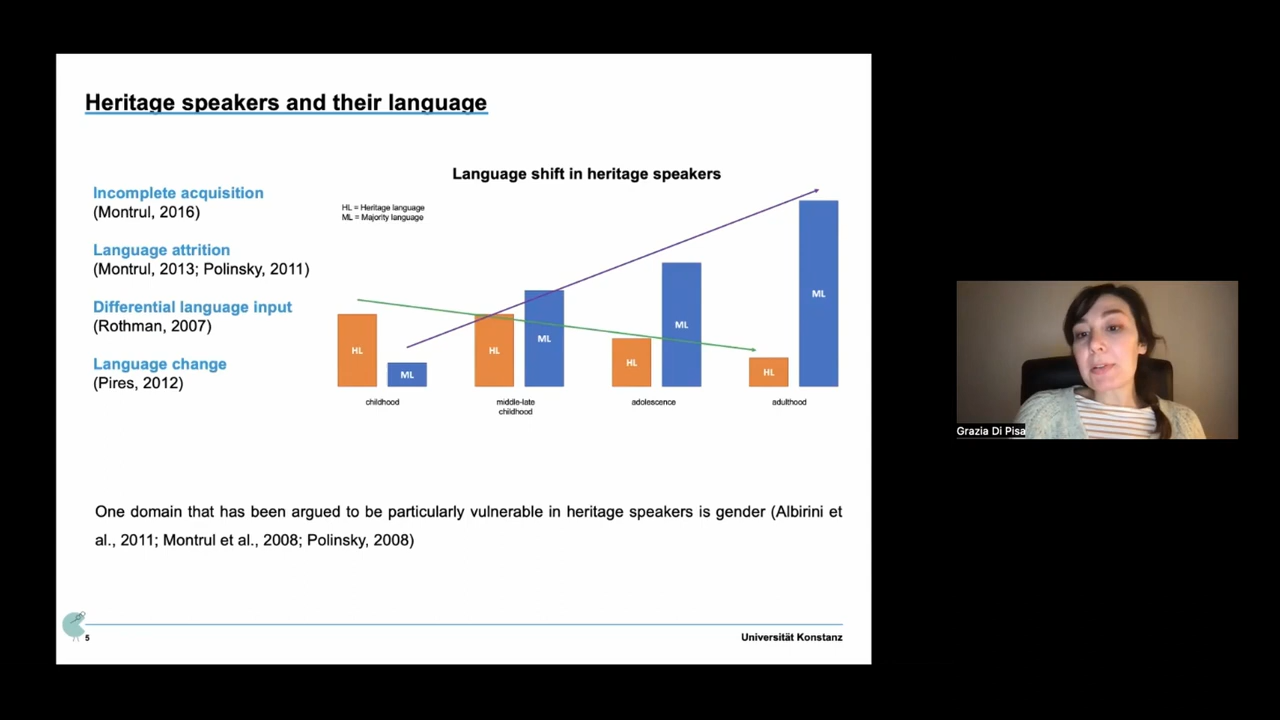 Heritage speakers and their language
Incomplete acquisition
(Montrul, 2016)
Language attrition
(Montrul, 2013; Polinsky, 2011)
Differential language input
(Rothman, 2007)
Language change
(Pires, 2012)
Language shift in heritage speakers
HL = Heritage language
ML = Majority language
HL
ML
HL
ML
HL
ML
HL
ML
childhood
middle-late
childhood
adolescence
adulthood
One domain that has been argued to be particularly vulnerable in heritage speakers is gender (Albirini et
al., 2011; Montrul et al., 2008; Polinsky, 2008)
5
Universität Konstanz
Grazia Di Pisa